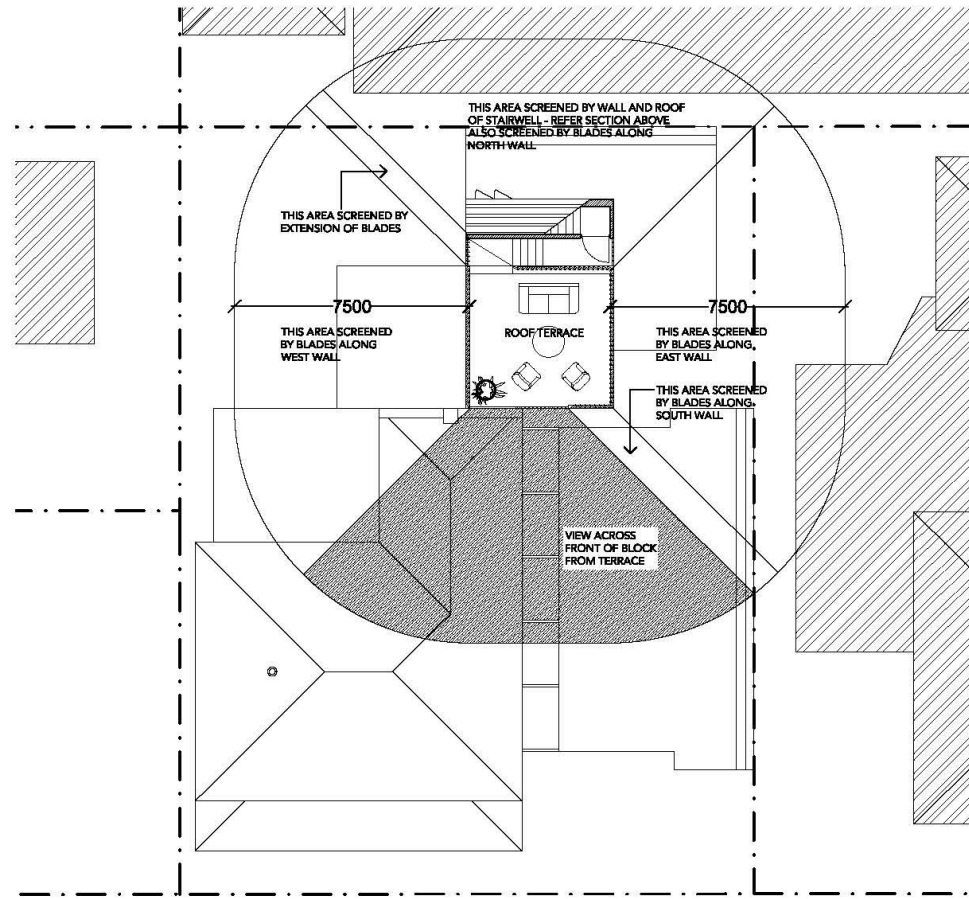 THIS AREA SCREENED BY WALL AND ROOF
OF STAIRWELL - REFER SECTION ABOVE
ALSO SCREENED BY BLADES ALONG
NORTH WALL
THIS AREA SCREENED BY
EXTENSION OF BLADES
7500
7500
THIS AREA SCREENED
BY BLADES ALONG
WEST WALL
ROOF TERRACE
THIS AREA SCREENED
BY BLADES ALONG
EAST WALL
THIS AREA SCREENED
BY BLADES ALONG
SOUTH WALL
VIEW ACROSS
FRONT OF BLOCK
FROM TERRACE